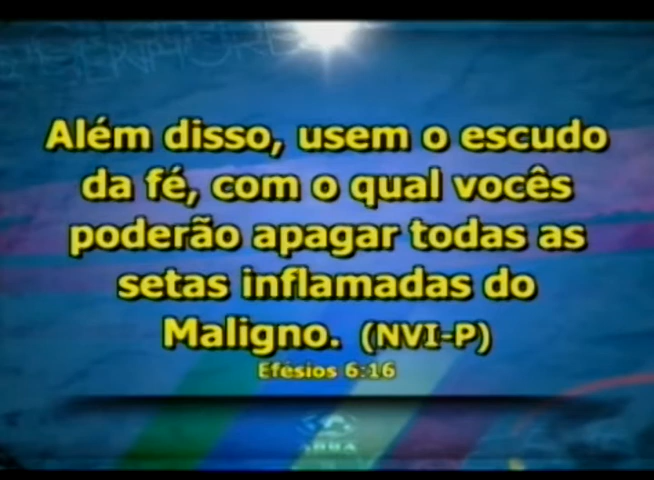 Além disso, usem o escudo
da fé, com o qual vocês
poderão apagar todas as
setas inflamadas do
Maligno. (NVI-P)
Efésios 6:16